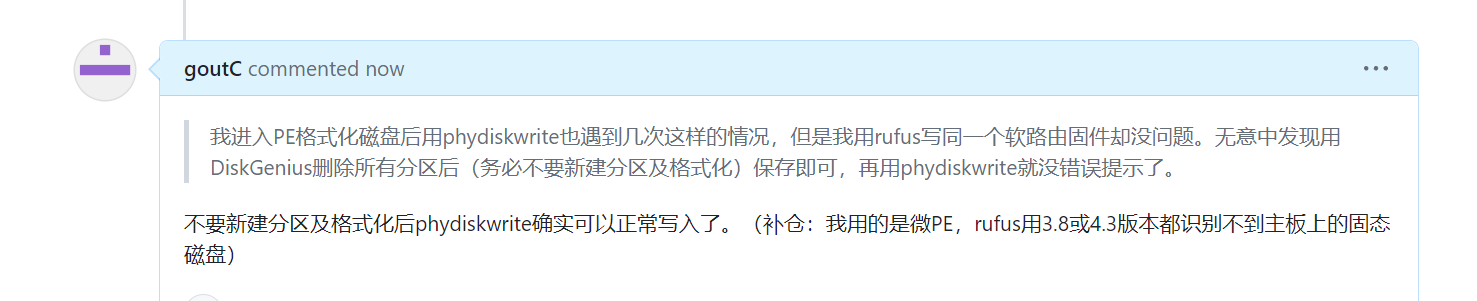 goutC commented now
我进入PE格式化磁盘后用phydiskwrite也遇到几次这样的情况，但是我用rufus写同一个软路由固件却没问题。无意中发现用
DiskGenius删除所有分区后（务必不要新建分区及格式化）保存即可，再用phydiskwrite就没错误提示了。
不要新建分区及格式化后phydiskwrite确实可以正常写入了。（补仓：我用的是微PE，rufus用3.8或4.3版本都识别不到主板上的固态
磁盘）